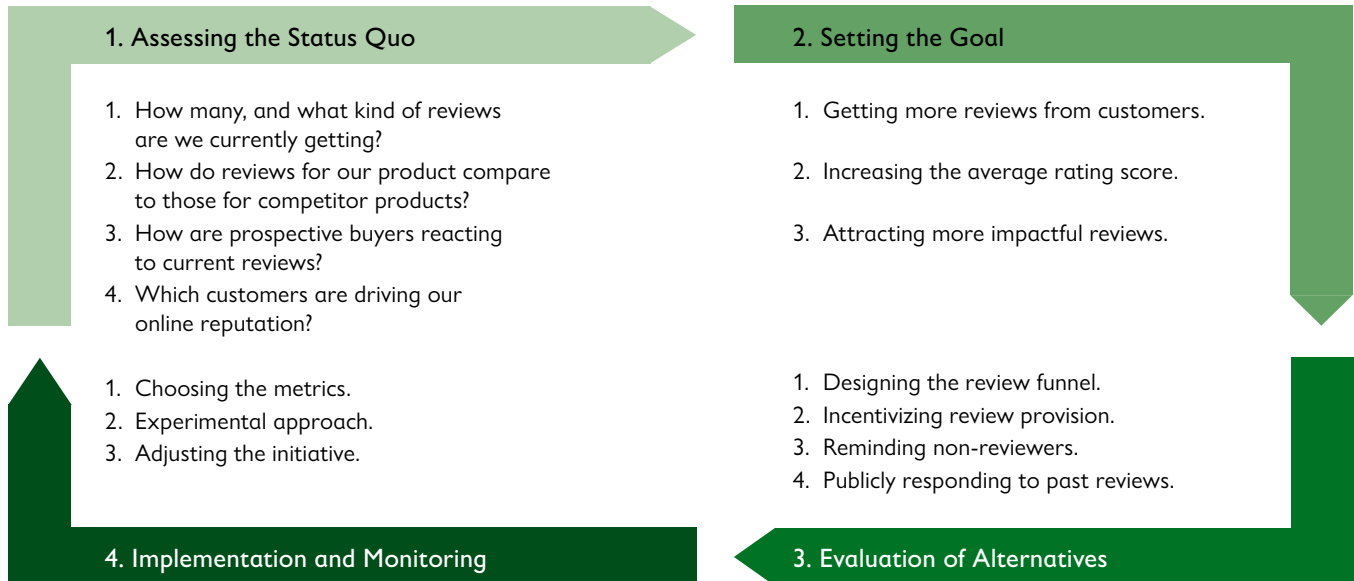 1. Assessing the Status Quo
1. How many, and what kind of reviews
are we currently getting?
2. How do reviews for our product compare
to those for competitor products?
3. How are prospective buyers reacting
to current reviews?
4. Which customers are driving our
online reputation?
2. Setting the Goal
1. Getting more reviews from customers.
2. Increasing the average rating score.
3. Attracting more impactful reviews.
1. Designing the review funnel.
2. Incentivizing review provision.
3. Reminding non-reviewers.
4. Publicly responding to past reviews.
3. Evaluation of Alternatives
1. Choosing the metrics.
2. Experimental approach.
3. Adjusting the initiative.
4. Implementation and Monitoring